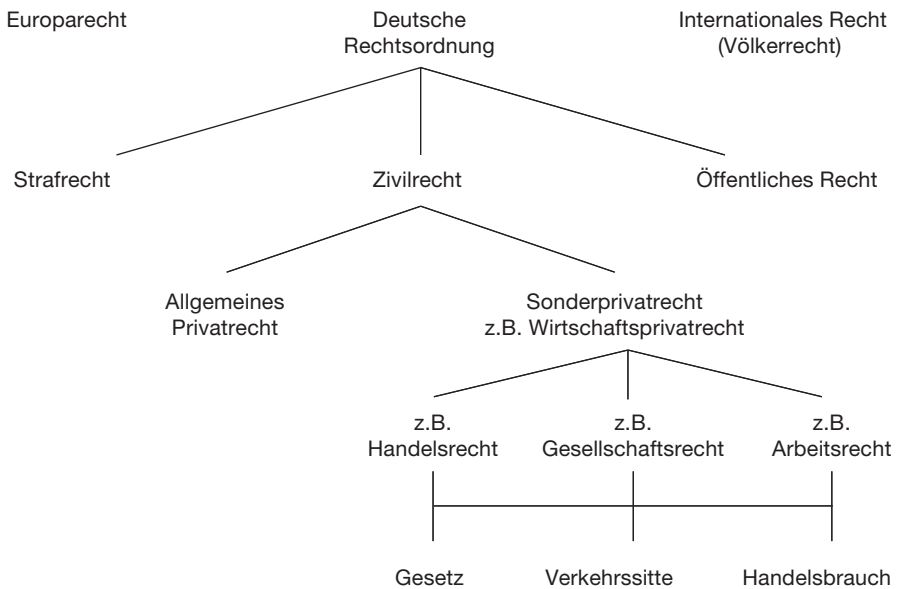 Europarecht
Deutsche
Rechtsordnung
Internationales Recht
(Völkerrecht)
Strafrecht
Zivilrecht
Öffentliches Recht
Allgemeines
Privatrecht
Sonderprivatrecht
z.B. Wirtschaftsprivatrecht
z.B.
Handelsrecht
z.B.
Gesellschaftsrecht
z.B.
Arbeitsrecht
Gesetz
Verkehrssitte
Handelsbrauch